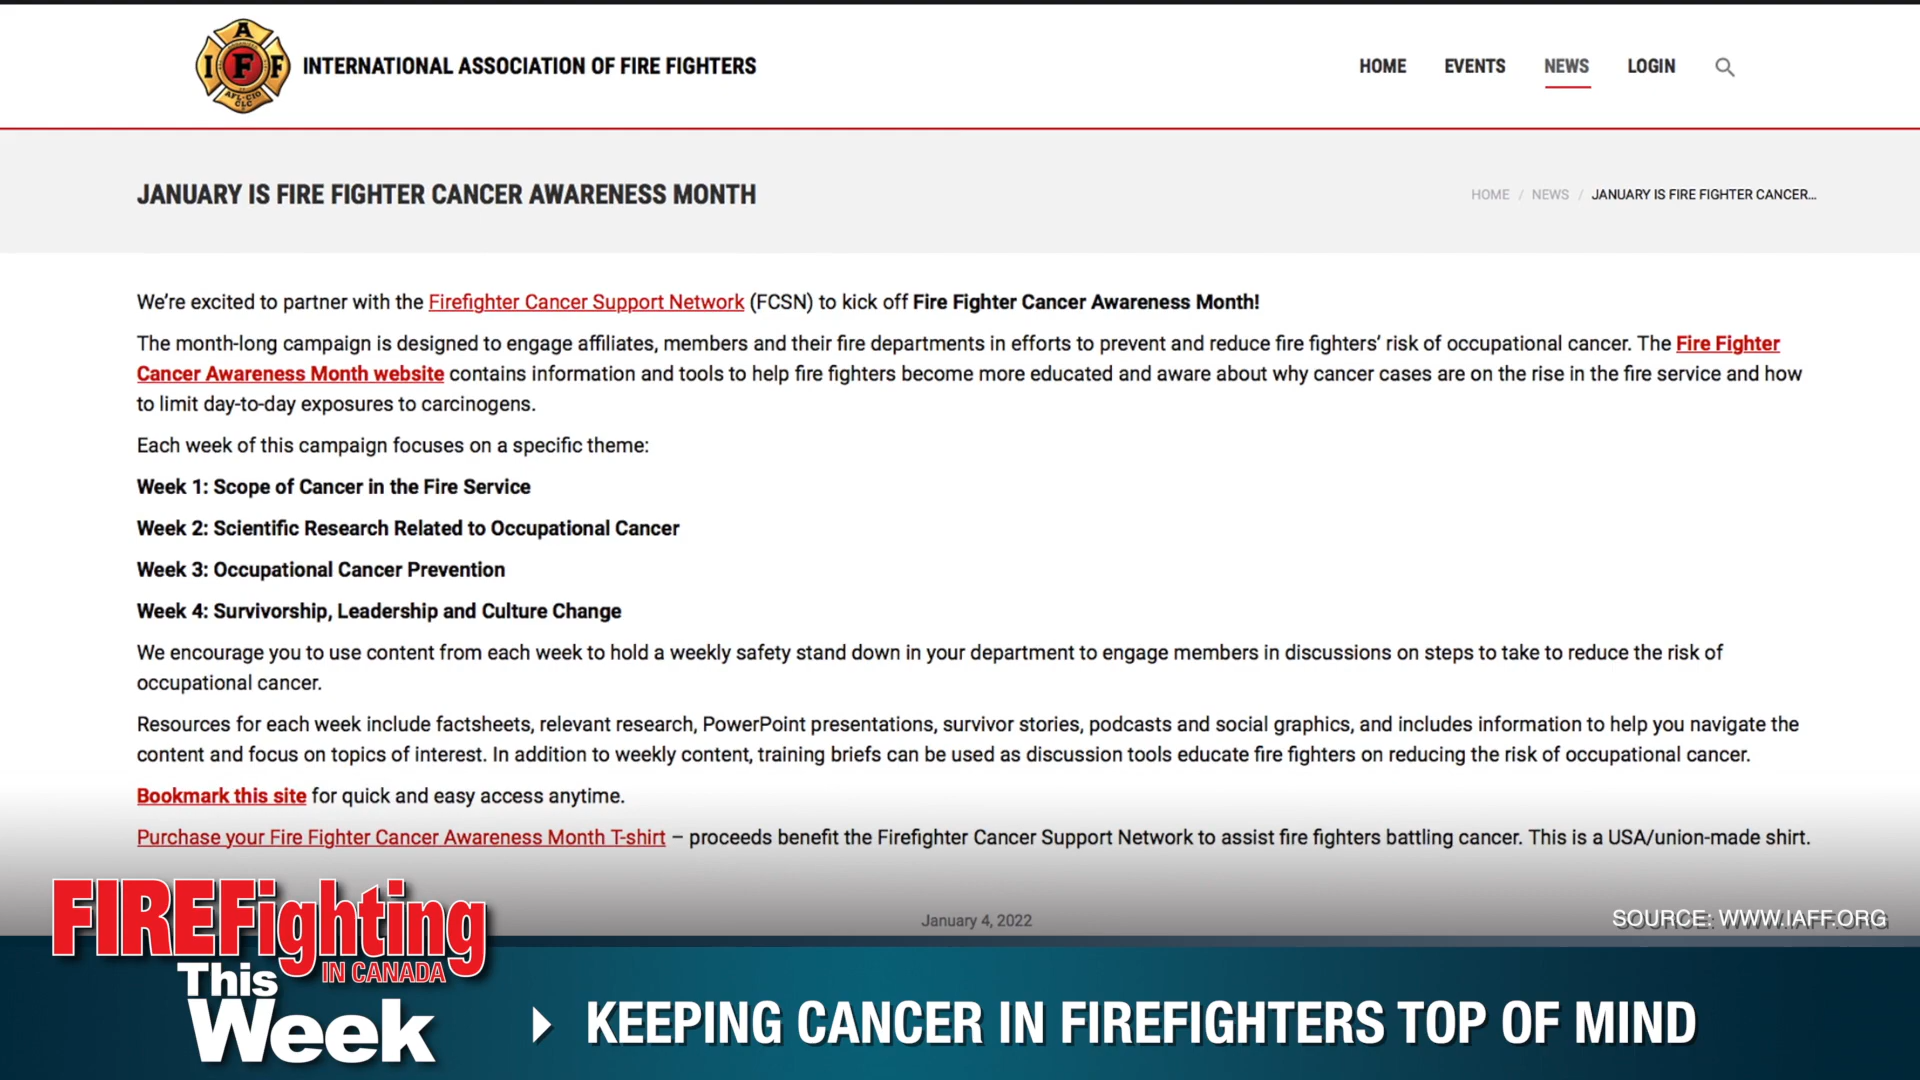 I A F F F
AFL-CIO
CLC
INTERNATIONAL ASSOCIATION OF FIRE FIGHTERS
HOME EVENTS NEWS LOGIN
JANUARY IS FIRE FIGHTER CANCER AWARENESS MONTH
HOME / NEWS / JANUARY IS FIRE FIGHTER CANCER...
We're excited to partner with the Firefighter Cancer Support Network (FCSN) to kick off Fire Fighter Cancer Awareness Month!
The month-long campaign is designed to engage affiliates, members and their fire departments in efforts to prevent and reduce fire fighters' risk of occupational cancer. The Fire Fighter
Cancer Awareness Month website contains information and tools to help fire fighters become more educated and aware about why cancer cases are on the rise in the fire service and how
to limit day-to-day exposures to carcinogens.
Each week of this campaign focuses on a specific theme:
Week 1: Scope of Cancer in the Fire Service
Week 2: Scientific Research Related to Occupational Cancer
Week 3: Occupational Cancer Prevention
Week 4: Survivorship, Leadership and Culture Change
We encourage you to use content from each week to hold a weekly safety stand down in your department to engage members in discussions on steps to take to reduce the risk of
occupational cancer.
Resources for each week include factsheets, relevant research, PowerPoint presentations, survivor stories, podcasts and social graphics, and includes information to help you navigate the
content and focus on topics of interest. In addition to weekly content, training briefs can be used as discussion tools educate fire fighters on reducing the risk of occupational cancer.
Bookmark this site for quick and easy access anytime.
Purchase your Fire Fighter Cancer Awareness Month T-shirt – proceeds benefit the Firefighter Cancer Support Network to assist fire fighters battling cancer. This is a USA/union-made shirt.
January 4, 2022
SOURCE: WWW.IAFF.ORG
FIREFighting
IN CANADA
This
Week
KEEPING CANCER IN FIREFIGHTERS TOP OF MIND